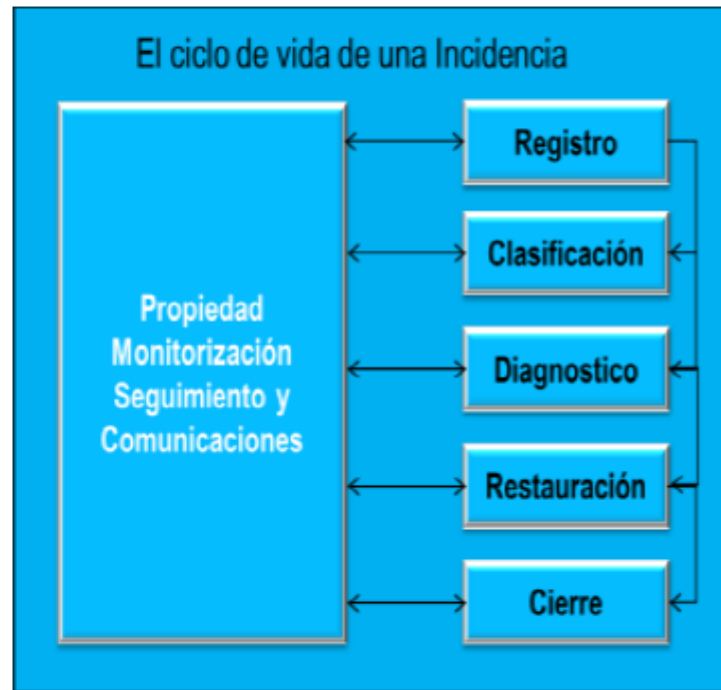 El ciclo de vida de una Incidencia
Propiedad
Monitorización
Seguimiento y
Comunicaciones
Registro
Clasificación
Diagnostico
Restauración
Cierre